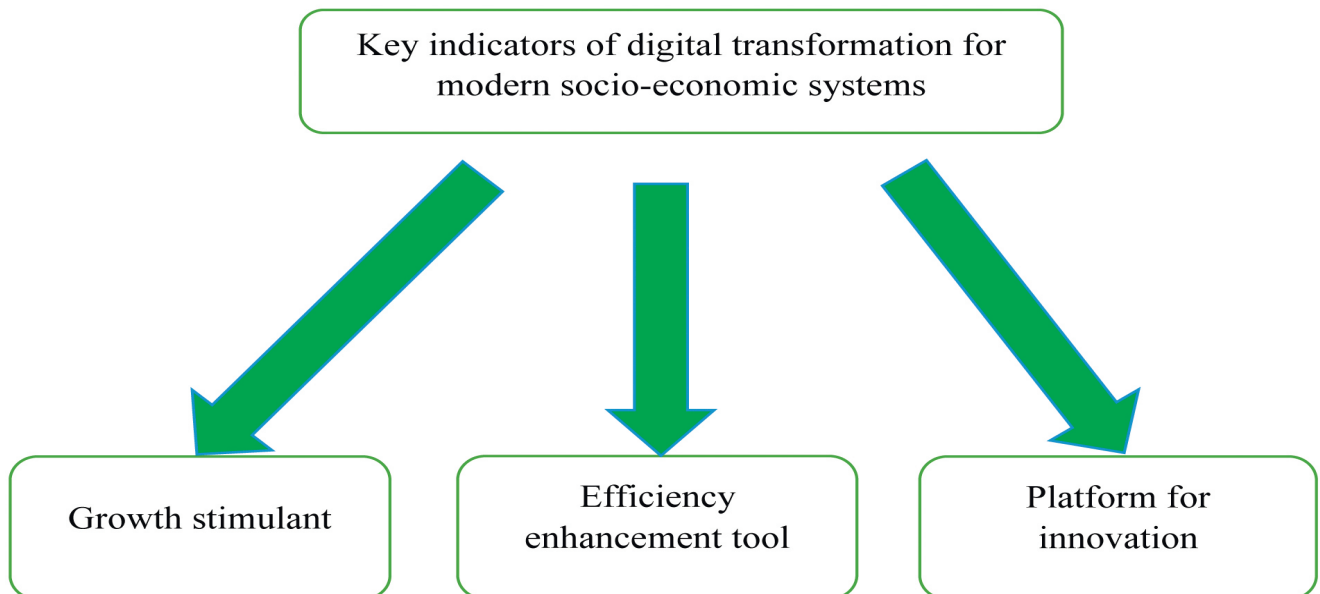 Key indicators of digital transformation for
modern socio-economic systems
Growth stimulant
Efficiency
enhancement tool
Platform for
innovation